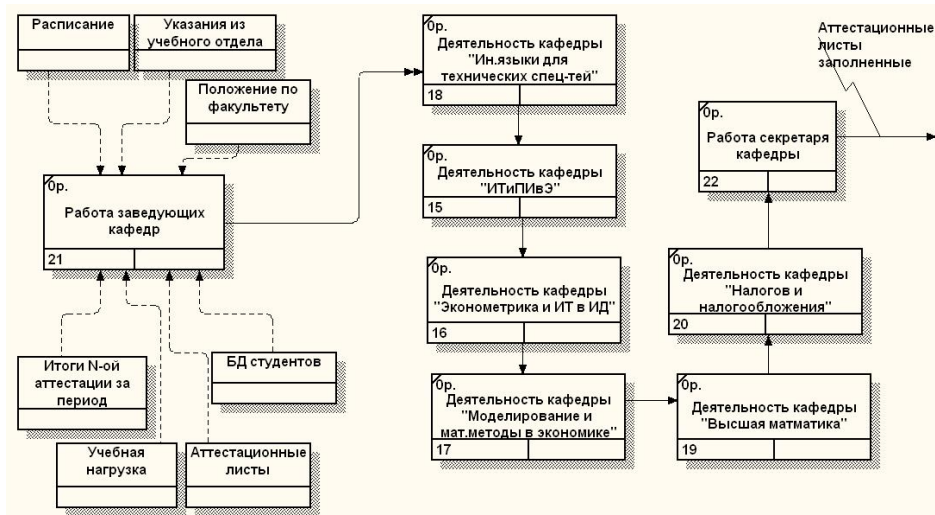 Расписание
Указания из
учебного отдела
Положение по
факультету
0р.
Работа заведующих
кафедр
21
Итоги N-ой
аттестации за
период
Учебная
нагрузка
Аттестационные
листы
БД студентов
0р.
Деятельность кафедры
"Ин.языки для
технических спец-тей"
18
0р.
Деятельность кафедры
"ИТиПИвЭ"
15
0р.
Деятельность кафедры
"Эконометрика и ИТ в ИД"
16
0р.
Деятельность кафедры
"Моделирование и
мат.методы в экономике"
17
0р.
Деятельность кафедры
"Высшая матматика"
19
0р.
Деятельность кафедры
"Налогов и
налогообложения"
20
0р.
Работа секретаря
кафедры
22
Аттестационные
листы
заполненные